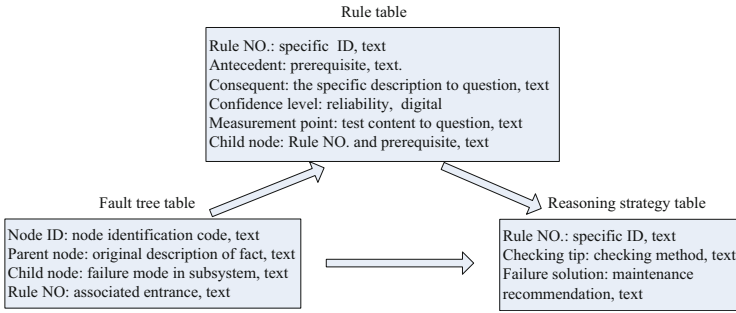 Rule table
Rule NO.: specific ID, text
Antecedent: prerequisite, text.
Consequent: the specific description to question, text
Confidence level: reliability, digital
Measurement point: test content to question, text
Child node: Rule NO. and prerequisite, text
Fault tree table
Node ID: node identification code, text
Parent node: original description of fact, text
Child node: failure mode in subsystem, text
Rule NO: associated entrance, text
Reasoning strategy table
Rule NO.: specific ID, text
Checking tip: checking method, text
Failure solution: maintenance
recommendation, text